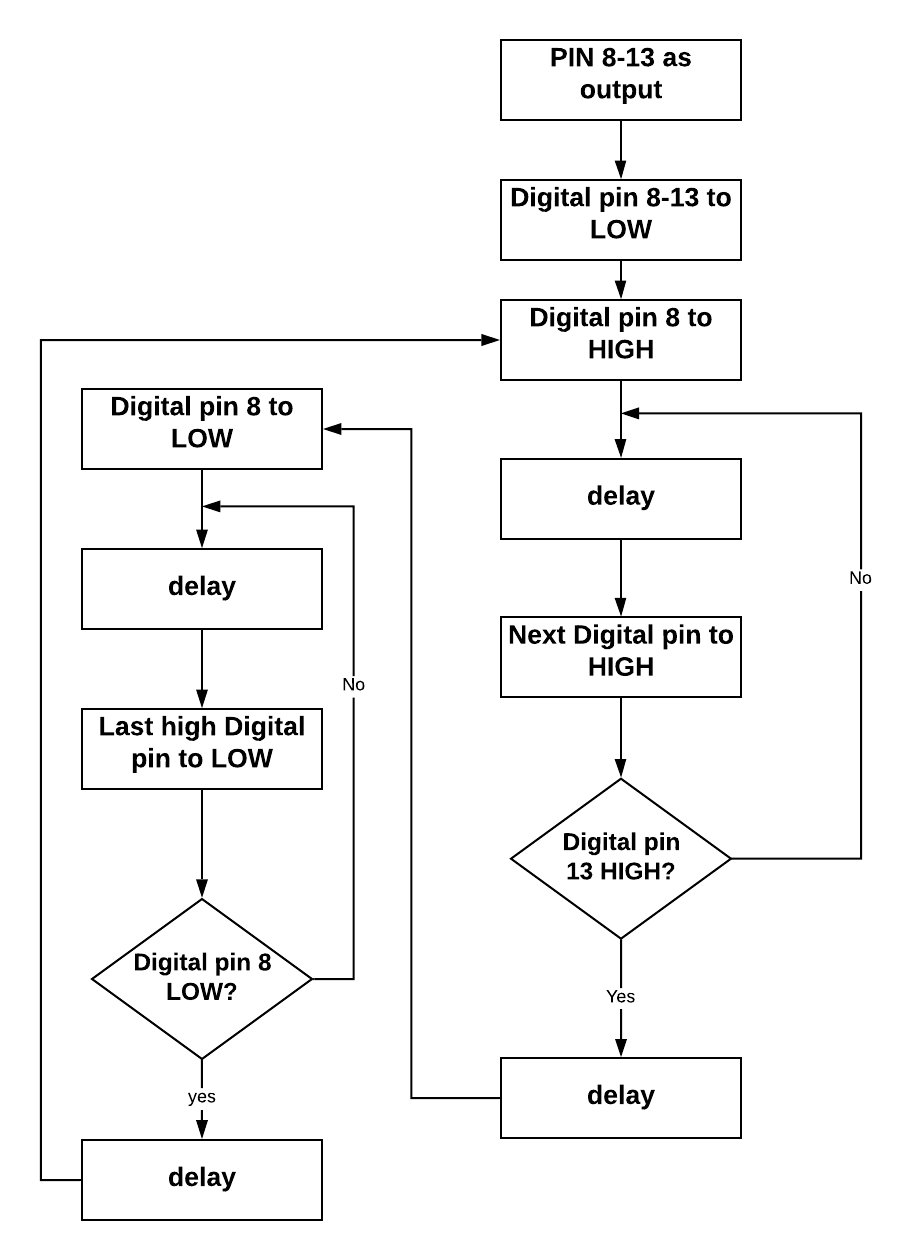 PIN 8-13 as
output
Digital pin 8-13 to
LOW
Digital pin 8 to
HIGH
delay
No
Next Digital pin to
HIGH
Digital pin
13 HIGH?
Yes
delay
Digital pin 8 to
LOW
delay
No
Last high Digital
pin to LOW
Digital pin 8
LOW?
yes
delay